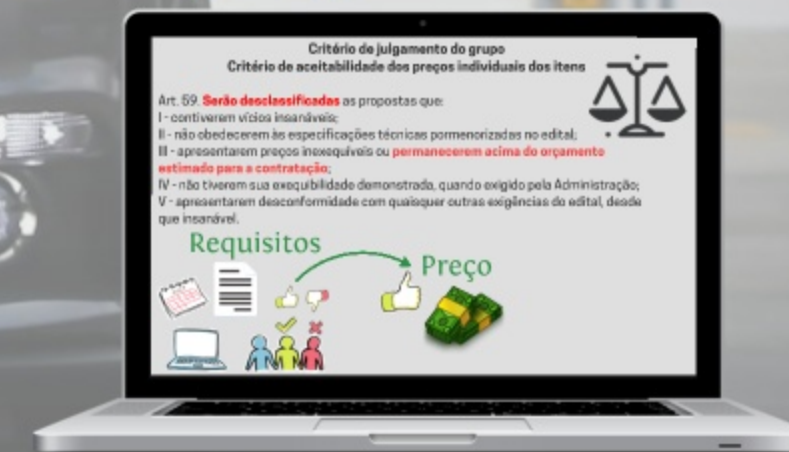 Critério de julgamento do grupo
Critério de aceitabilidade dos preços individuais dos itens
Art. 59. Serão desclassificadas as propostas que:
I - contiverem vícios insanáveis;
II - não obedecerem às especificações técnicas pormenorizadas no edital;
III - apresentarem preços inexequíveis ou permanecerem acima do orçamento
estimado para a contratação;
IV - não tiverem sua exequibilidade demonstrada, quando exigido pela Administração;
V - apresentarem desconformidade com quaisquer outras exigências do edital, desde
que insanável.
Requisitos
Preço